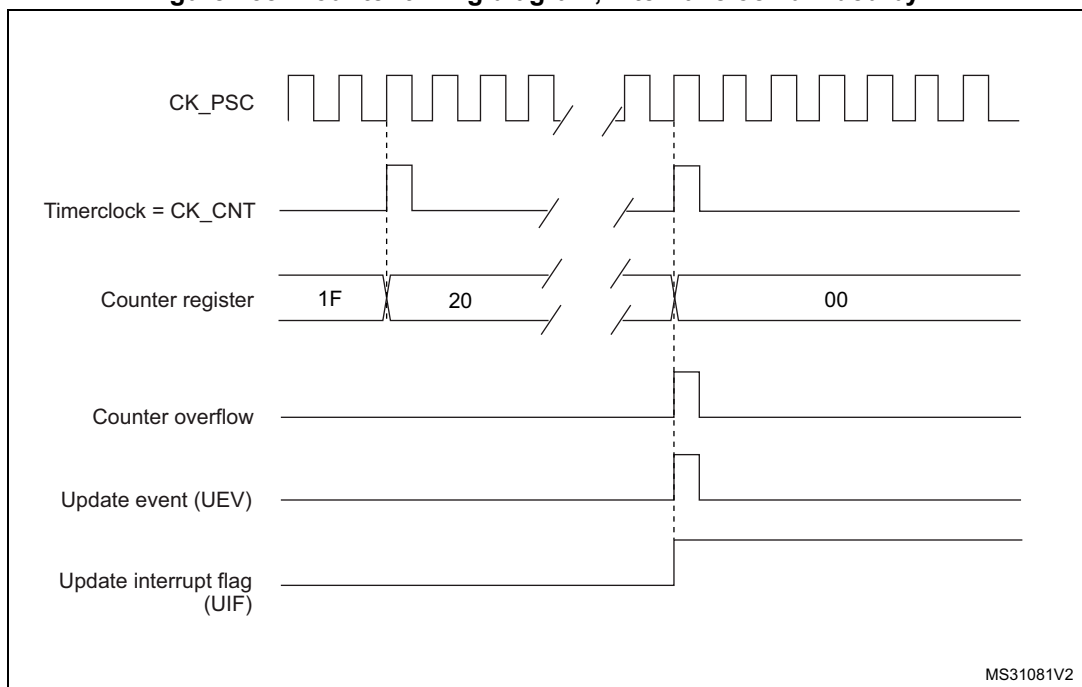 CK_PSC
Timerclock = CK_CNT
Counter register
1F
20
00
Counter overflow
Update event (UEV)
Update interrupt flag
(UIF)
MS31081V2